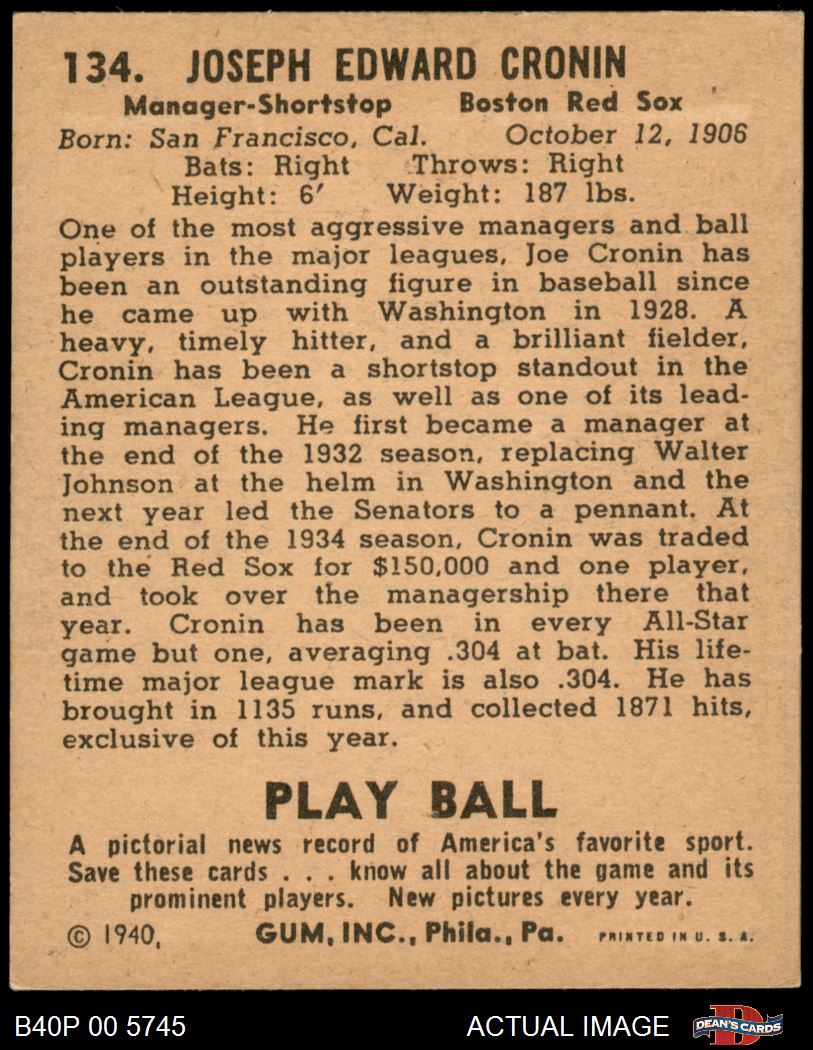 134. JOSEPH EDWARD CRONIN
Manager-Shortstop Boston Red Sox
Born: San Francisco, Cal. October 12, 1906
Bats: Right Throws: Right
Height: 6′ Weight: 187 lbs.
One of the most aggressive managers and ball
players in the major leagues, Joe Cronin has
been an outstanding figure in baseball since
he came up with Washington in 1928. A
heavy, timely hitter, and a brilliant fielder,
Cronin has been a shortstop standout in the
American League, as well as one of its lead-
ing managers. He first became a manager at
the end of the 1932 season, replacing Walter
Johnson at the helm in Washington and the
next year led the Senators to a pennant. At
the end of the 1934 season, Cronin was traded
to the Red Sox for $150,000 and one player,
and took over the managership there that
year. Cronin has been in every All-Star
game but one, averaging .304 at bat. His life-
time major league mark is also .304. He has
brought in 1135 runs, and collected 1871 hits,
exclusive of this year.
PLAY BALL
A pictorial news record of America's favorite sport.
Save these cards . . . know all about the game and its
prominent players. New pictures every year.
© 1940, GUM, INC., Phila., Pa. PRINTED IN U. S. A.
B40P 00 5745 ACTUAL IMAGE D DEAN'S CARDS